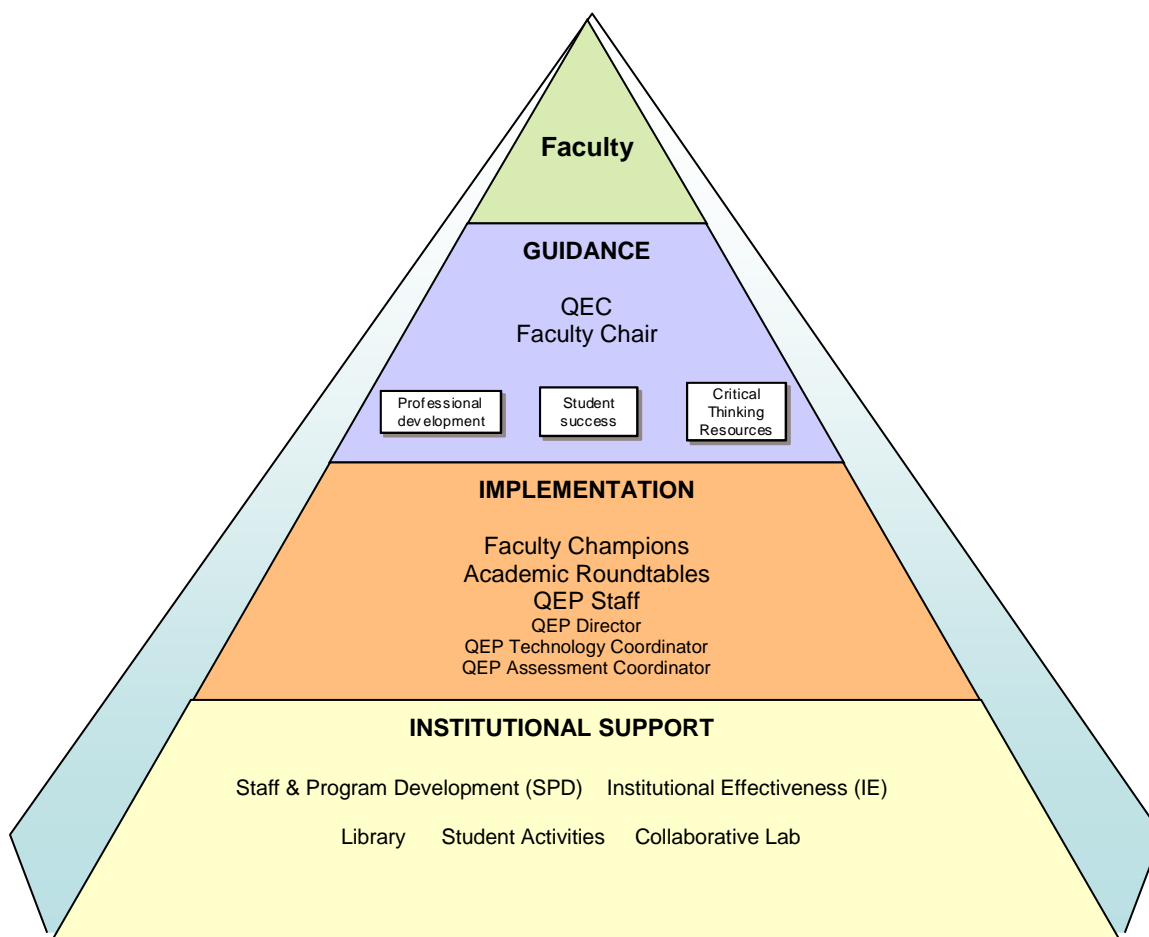 Faculty
GUIDANCE
QEC
Faculty Chair
Professional
development
Student
success
Critical
Thinking
Resources
IMPLEMENTATION
Faculty Champions
Academic Roundtables
QEP Staff
QEP Director
QEP Technology Coordinator
QEP Assessment Coordinator
INSTITUTIONAL SUPPORT
Staff & Program Development (SPD) Institutional Effectiveness (IE)
Library Student Activities Collaborative Lab